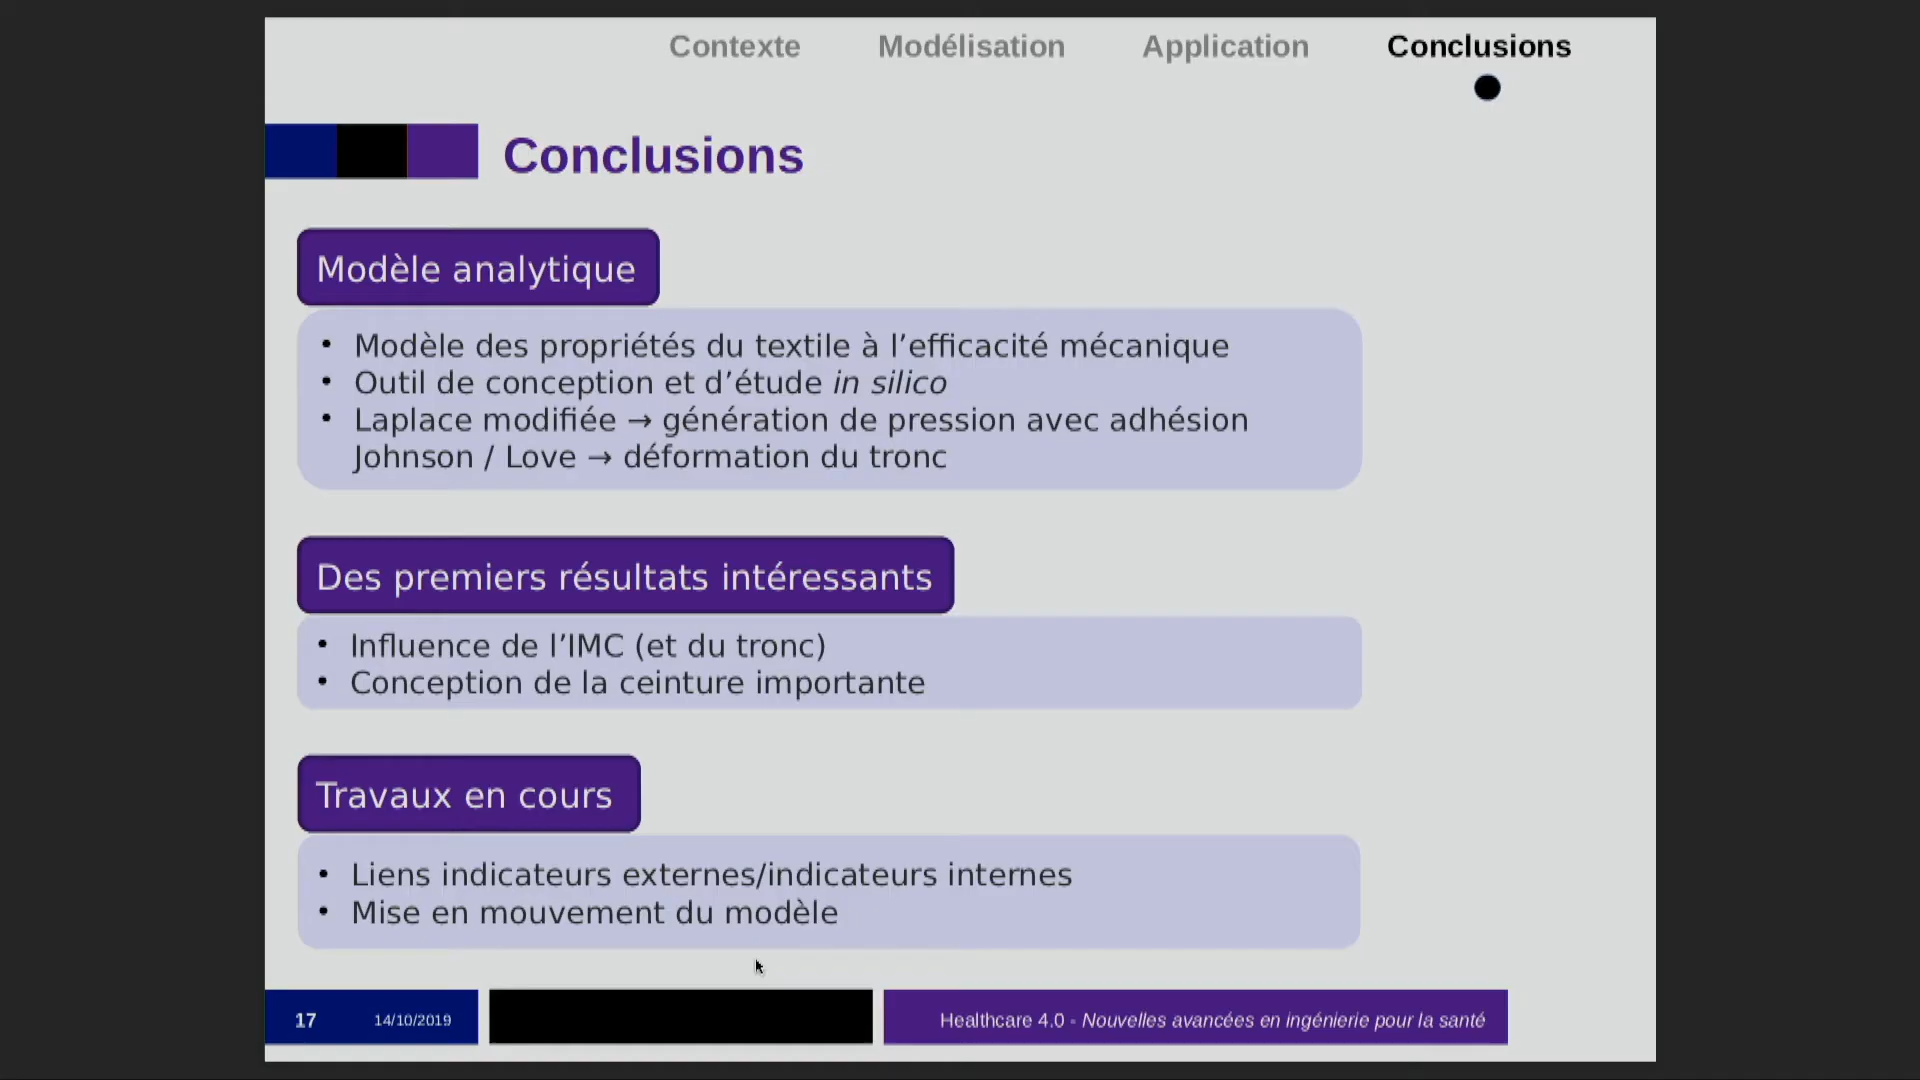 Contexte Modélisation Application Conclusions
Conclusions
Modèle analytique
• Modèle des propriétés du textile à l’efficacité mécanique
• Outil de conception et d’étude in silico
• Laplace modifiée → génération de pression avec adhésion
Johnson / Love → déformation du tronc
Des premiers résultats intéressants
• Influence de l’IMC (et du tronc)
• Conception de la ceinture importante
Travaux en cours
• Liens indicateurs externes/indicateurs internes
• Mise en mouvement du modèle
17 14/10/2019 Healthcare 4.0 - Nouvelles avancées en ingénierie pour la santé